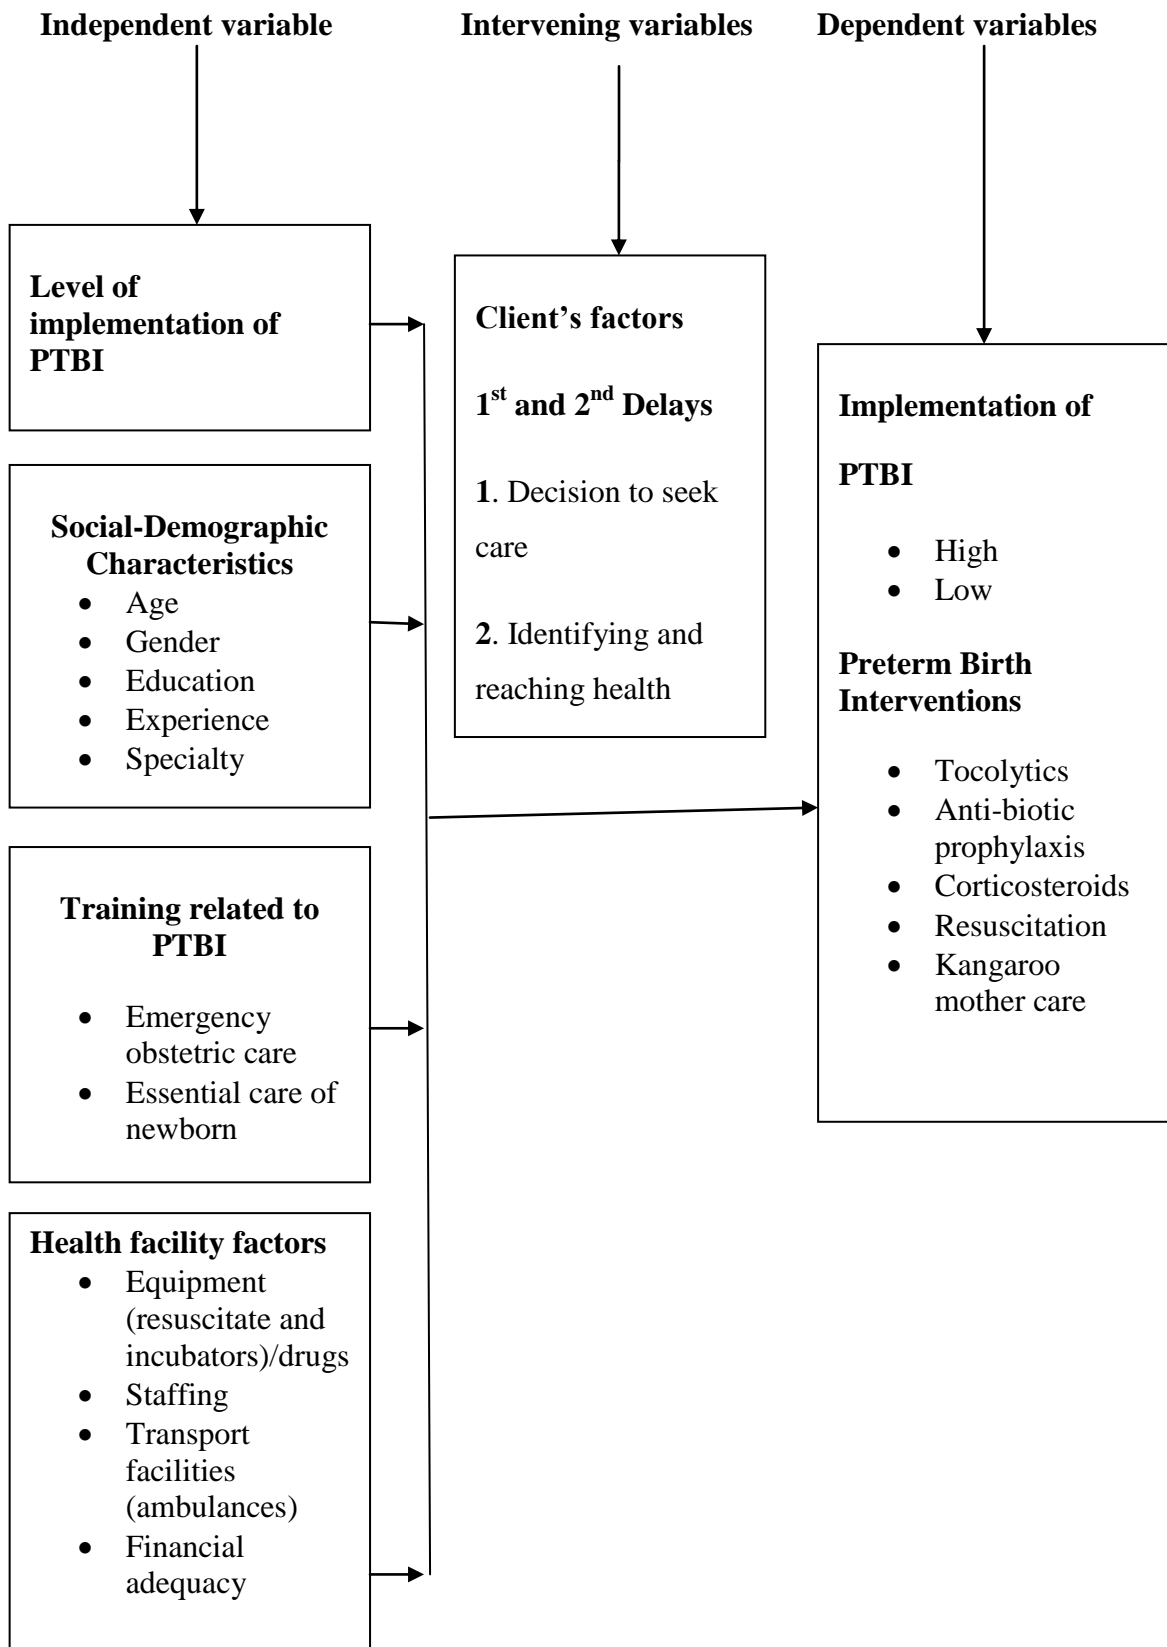 Independent variable
Intervening variables
Dependent variables
Level of
implementation of
PTBI
Social-Demographic
Characteristics
• Age
• Gender
• Education
• Experience
• Specialty
Training related to
PTBI
• Emergency
obstetric care
• Essential care of
newborn
Health facility factors
• Equipment
(resuscitate and
incubators)/drugs
• Staffing
• Transport
facilities
(ambulances)
• Financial
adequacy
Client’s factors
1st and 2nd Delays
1. Decision to seek
care
2. Identifying and
reaching health
Implementation of
PTBI
• High
• Low
Preterm Birth
Interventions
• Tocolytics
• Anti-biotic
prophylaxis
• Corticosteroids
• Resuscitation
• Kangaroo
mother care